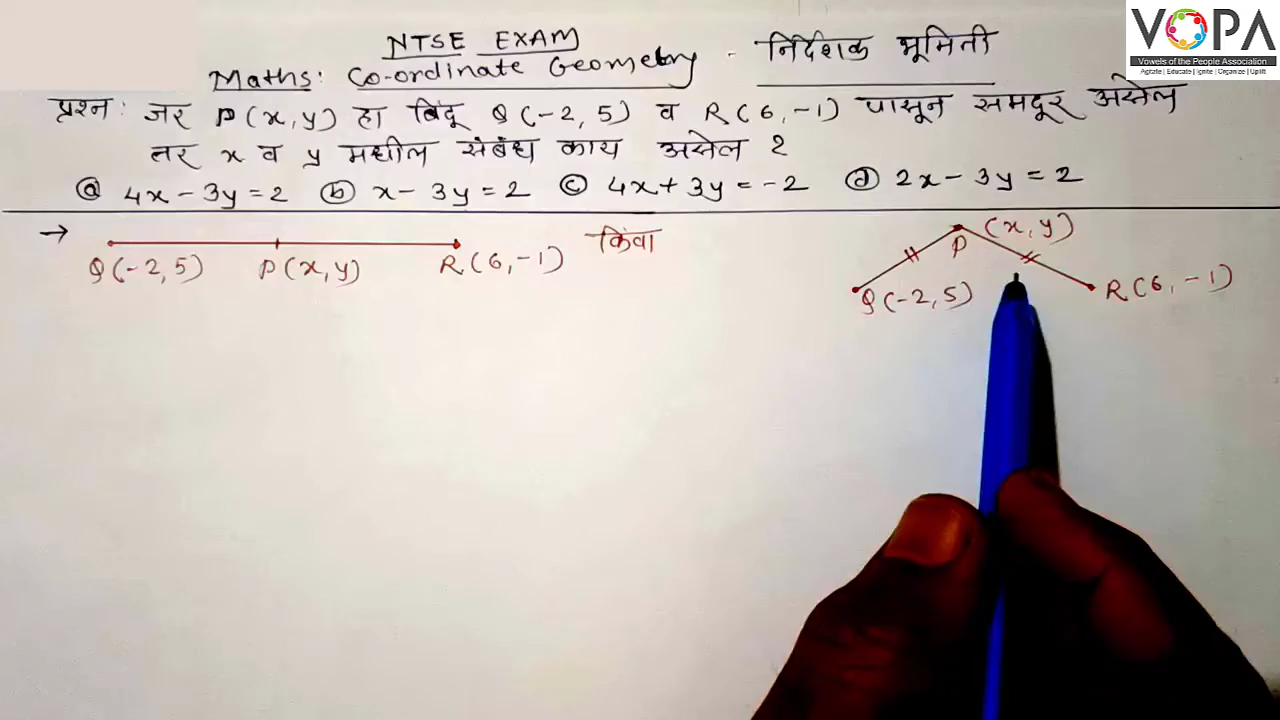 VOPA
Vowels of the People Association
Agitate | Educate | Ignite | Organize | Uplift
NTSE EXAM
Maths: Co-ordinate Geometry - निर्देशक भूमिती
प्रश्न: जर P(x,y) हा बिंदू Q(-2,5) व R(6,-1) पासून समदूर असेल
तर x व y मधील संबंध काय असेल ?
ⓐ 4x-3y=2 ⓑ x-3y=2 ⓒ 4x+3y=-2 ⓓ 2x-3y=2
→ Q(-2,5) P(x,y) R(6,-1) किंवा
P (x,y)
Q(-2,5) R(6,-1)